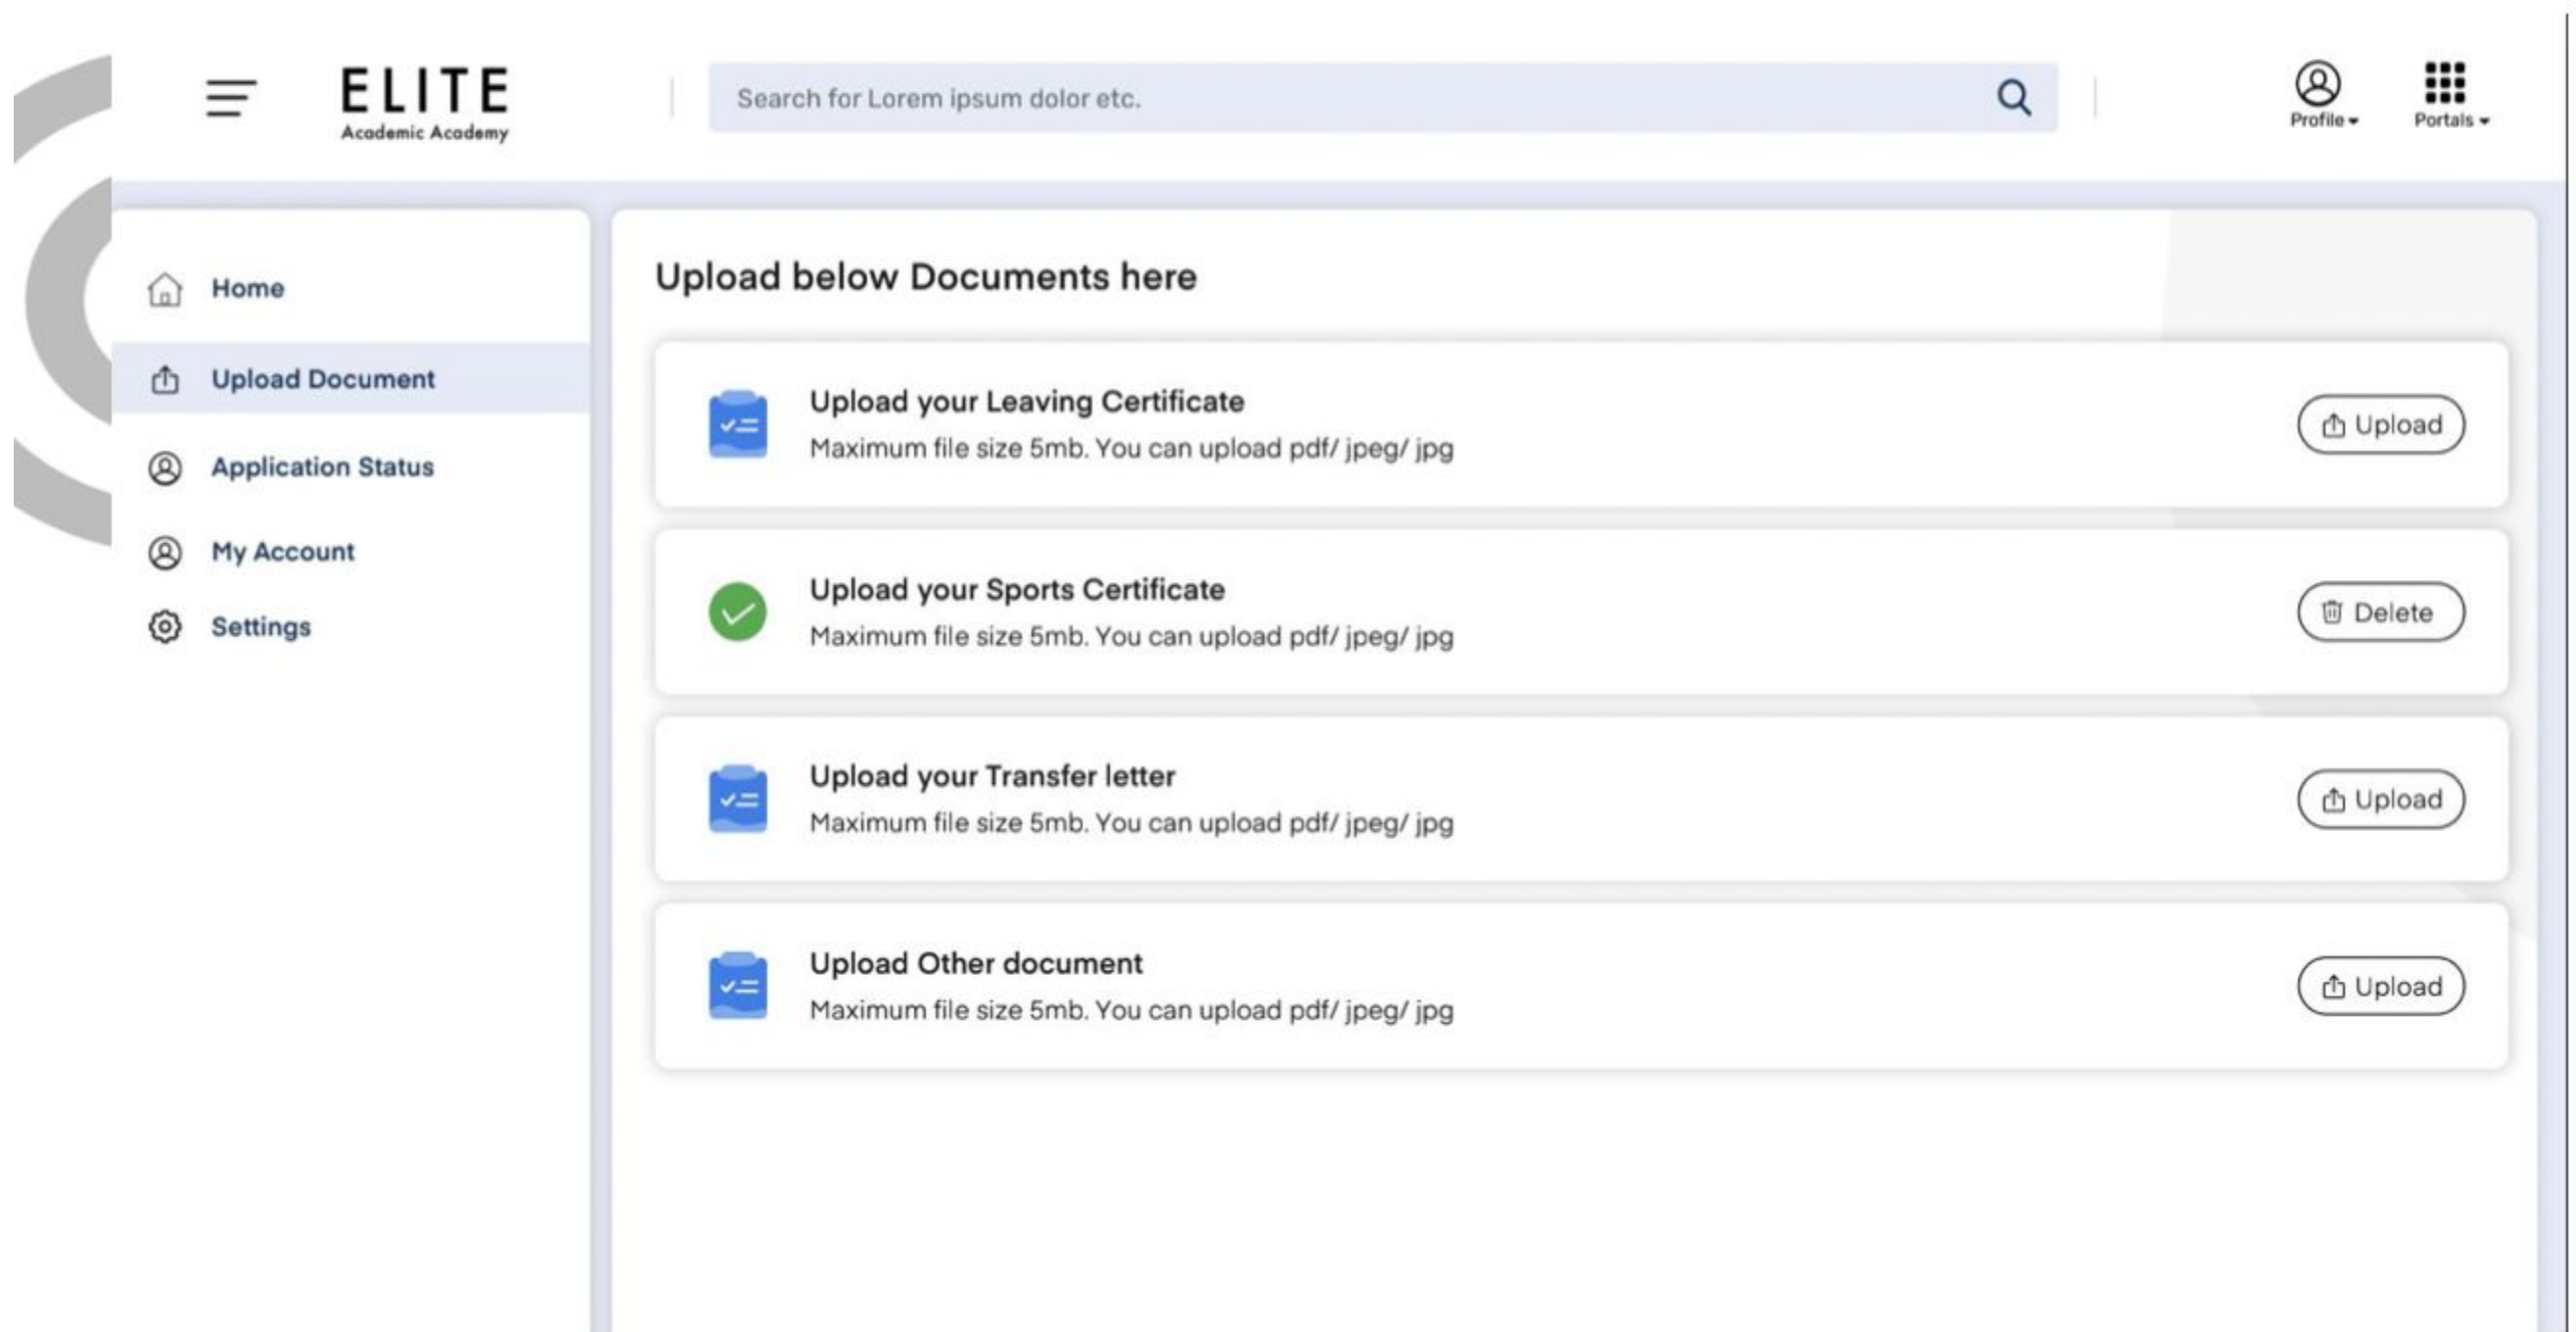 ELITE
Academic Academy
Search for Lorem ipsum dolor etc.
Profile
Portals
Home
Upload Document
Application Status
My Account
Settings
Upload below Documents here
Upload your Leaving Certificate
Maximum file size 5mb. You can upload pdf/ jpeg/ jpg
Upload
Upload your Sports Certificate
Maximum file size 5mb. You can upload pdf/ jpeg/ jpg
Delete
Upload your Transfer letter
Maximum file size 5mb. You can upload pdf/ jpeg/ jpg
Upload
Upload Other document
Maximum file size 5mb. You can upload pdf/ jpeg/ jpg
Upload